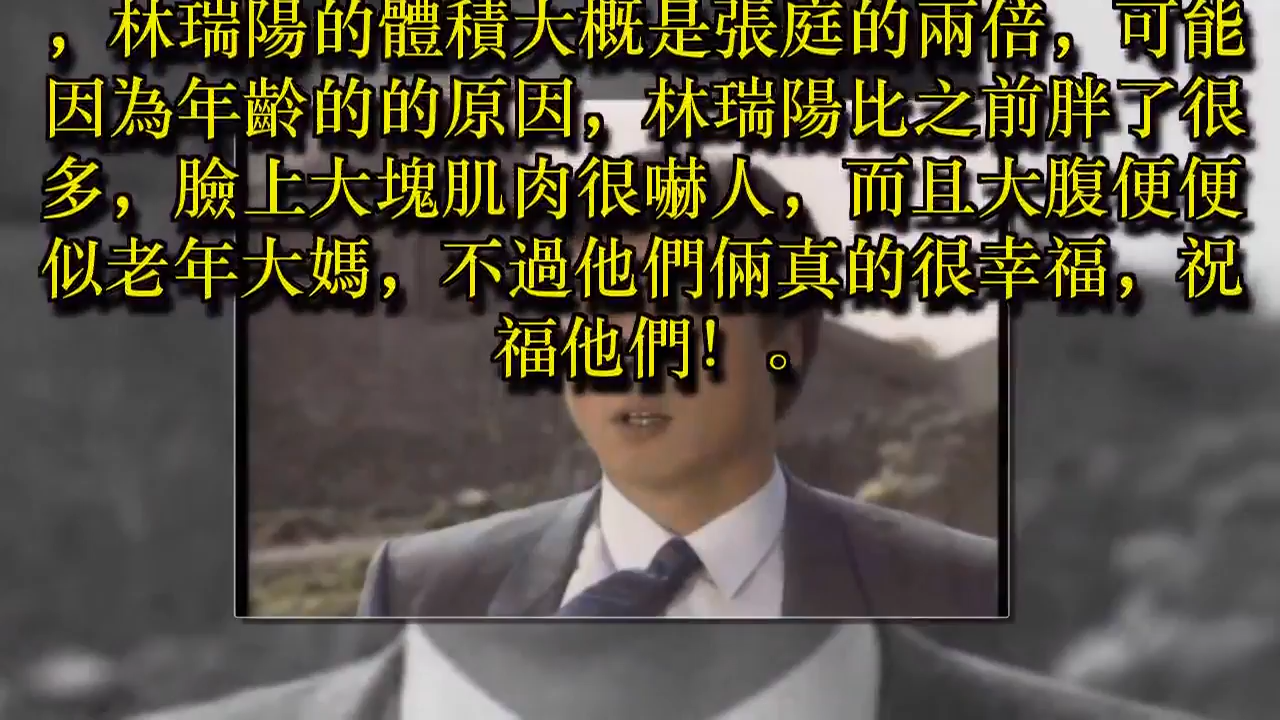 ，林瑞陽的體積大概是張庭的兩倍，可能
因為年齡的的原因，林瑞陽比之前胖了很
多，臉上大塊肌肉很嚇人，而且大腹便便
似老年大媽，不過他們倆真的很幸福，祝
福他們！。